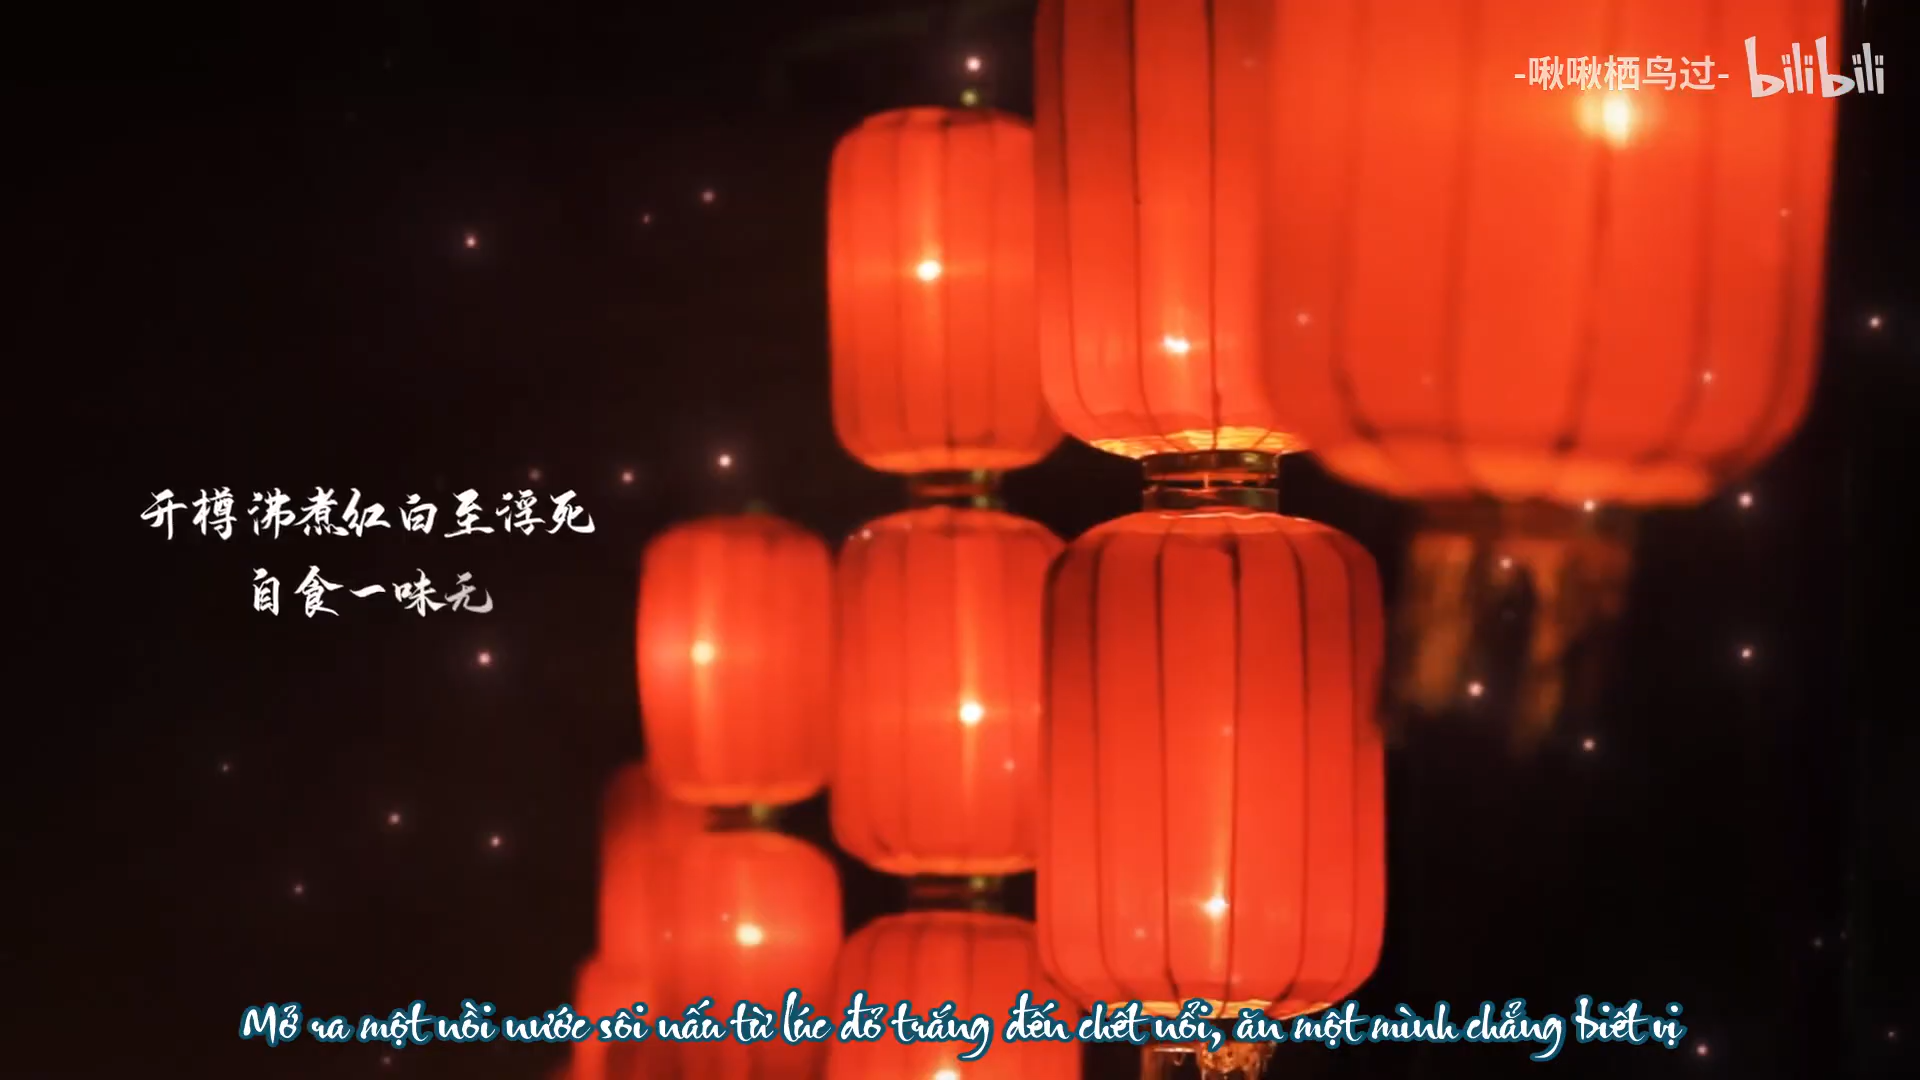 -啾啾栖鸟过- bilibili
开樽沸煮红白至浮死
自食一味无
Mở ra một nồi nước sôi nấu từ lúc đỏ trắng đến chết nổi, ăn một mình chẳng biết vị